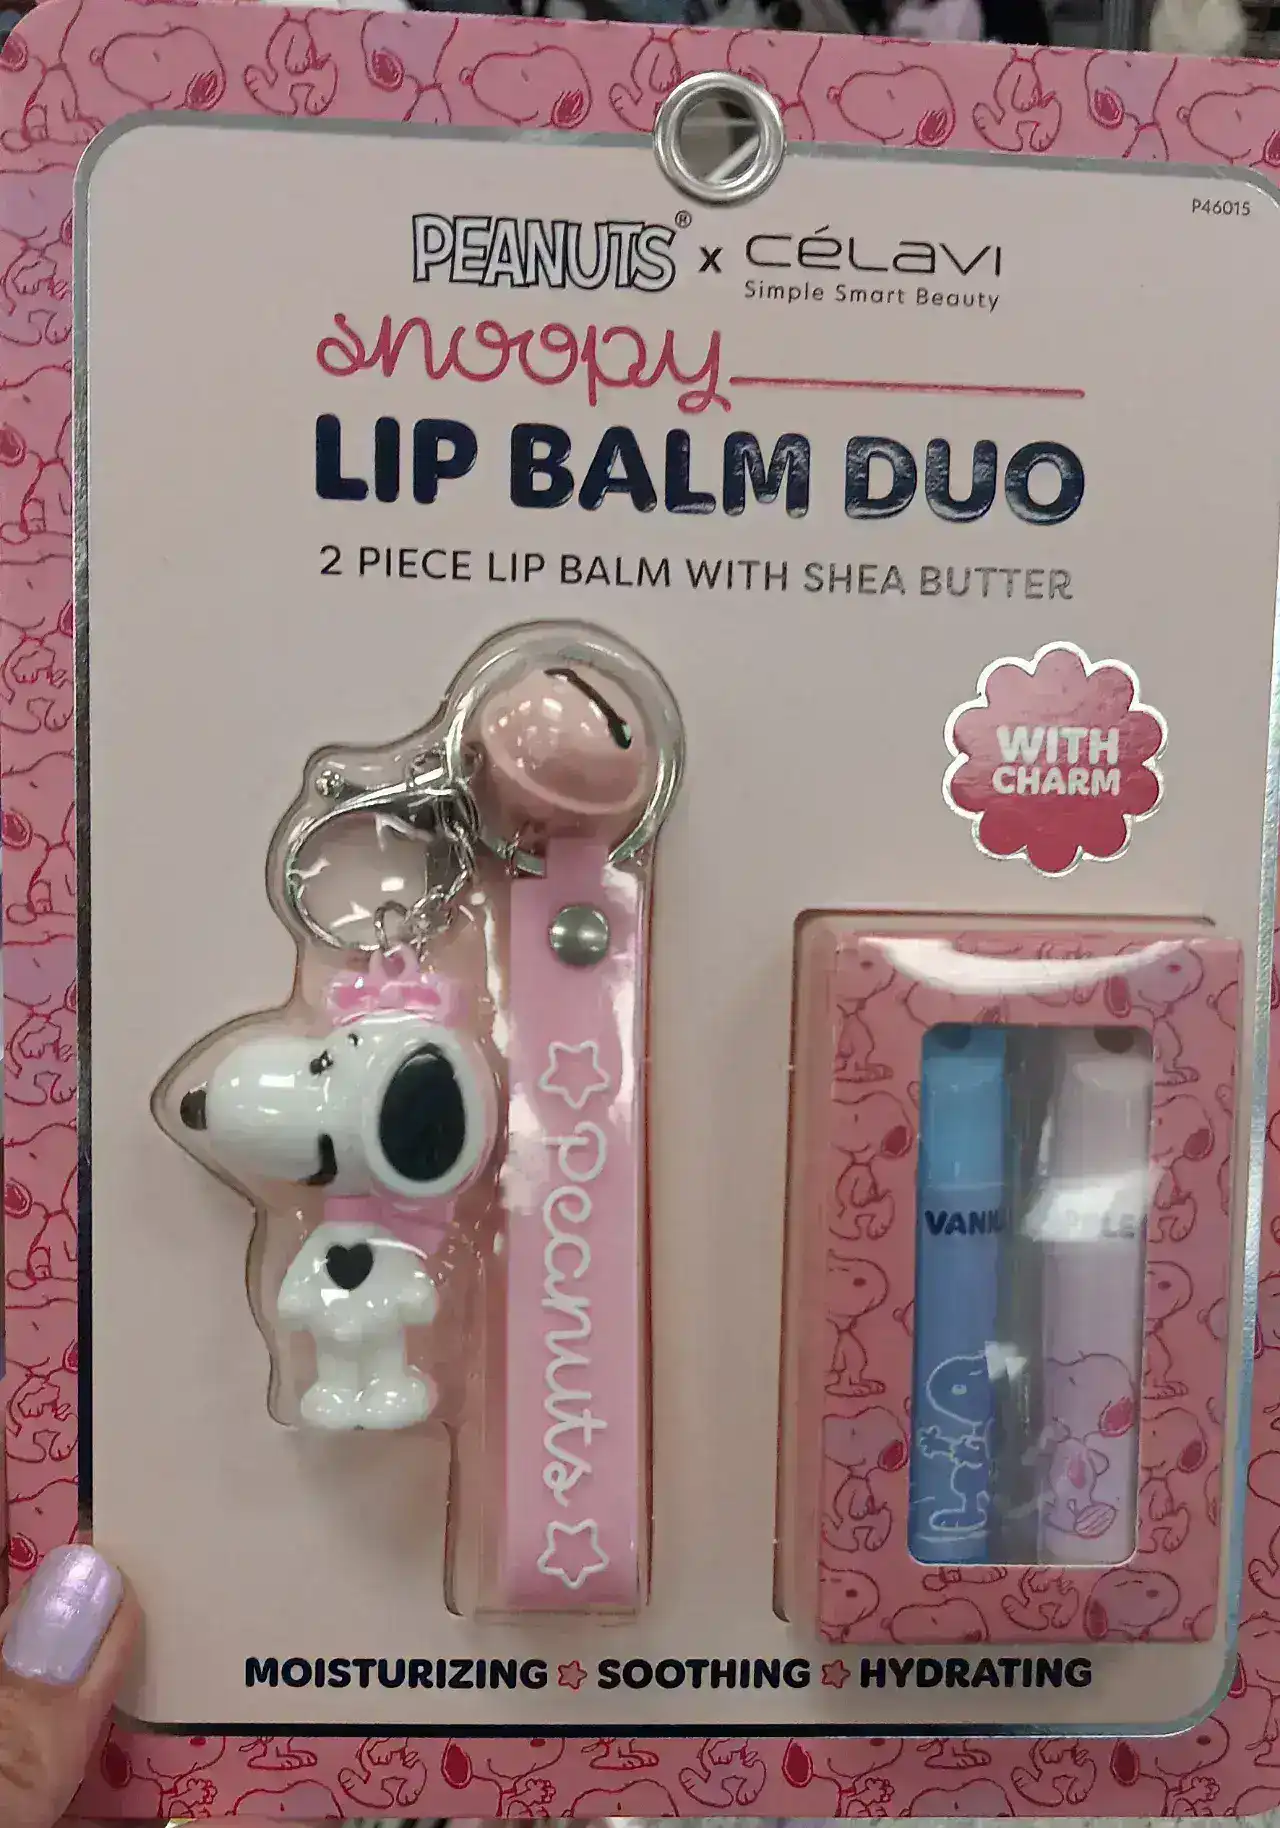 P46015
PEANUTS® x CéLaVI
Simple Smart Beauty
snoopy
LIP BALM DUO
2 PIECE LIP BALM WITH SHEA BUTTER
WITH
CHARM
Peanuts
MOISTURIZING ☆ SOOTHING ☆ HYDRATING